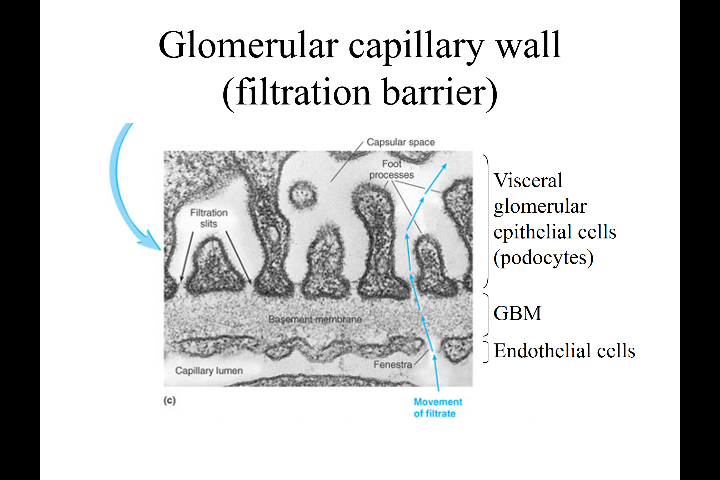 Glomerular capillary wall
(filtration barrier)
Capsular space
Foot
processes
Filtration
slits
Basement membrane
Fenestra
Capillary lumen
(c)
Movement
of filtrate
Visceral
glomerular
epithelial cells
(podocytes)
GBM
Endothelial cells